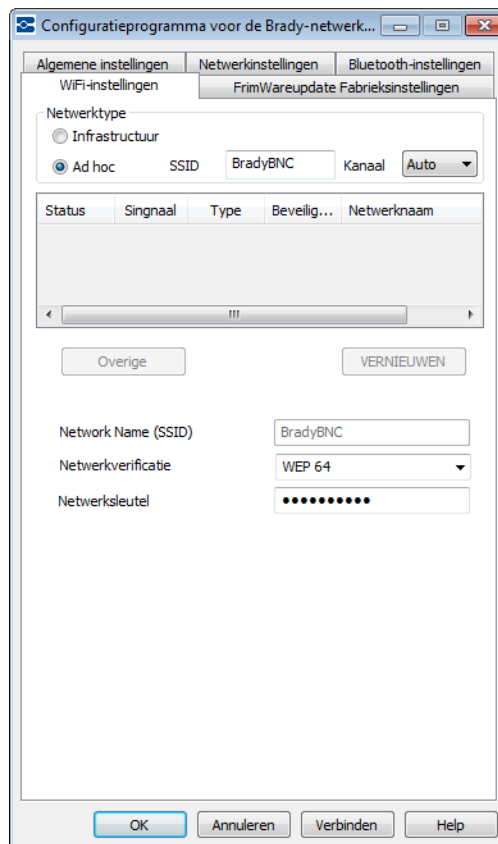 Configuratieprogramma voor de Brady-netwerk...
Algemene instellingen Netwerkinstellingen Bluetooth-instellingen
WiFi-instellingen FrimWareupdate Fabrieksinstellingen
Netwerktype
Infrastructuur
Ad hoc SSID BradyBNC Kanaal Auto
Status Singnaal Type Beveilig... Netwerknaam
Overige VERNIEUWEN
Network Name (SSID) BradyBNC
Netwerkverificatie WEP 64
Netwerksleutel ••••••••••
OK Annuleren Verbinden Help